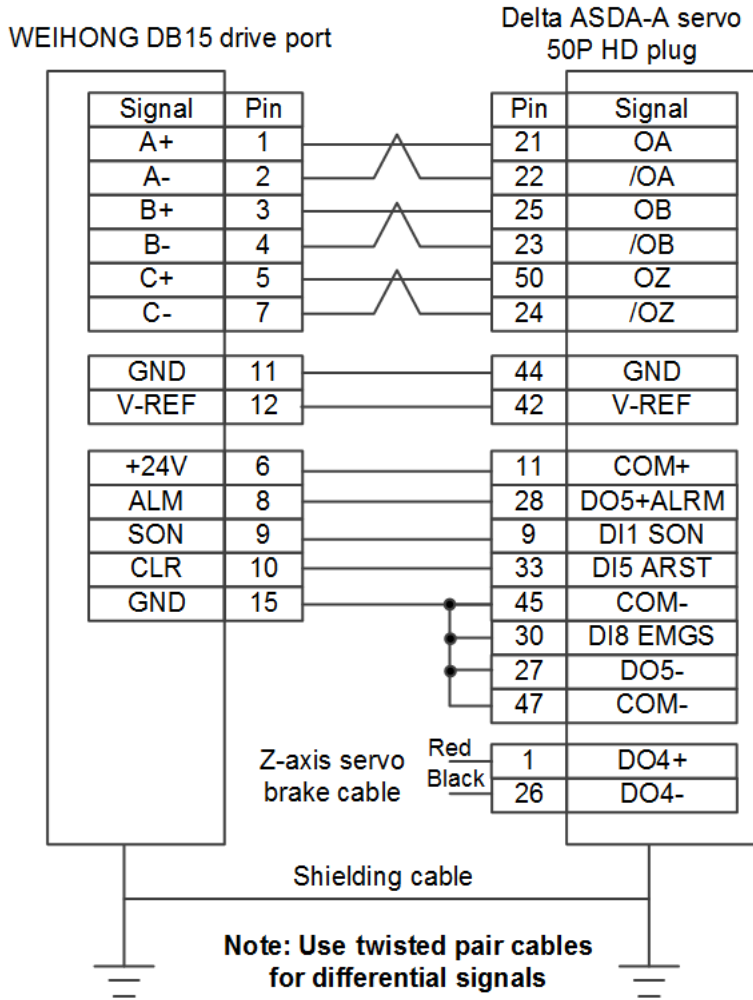 WEIHONG DB15 drive port
Delta ASDA-A servo
50P HD plug
Signal Pin Pin Signal
A+ 1 21 OA
A- 2 22 /OA
B+ 3 25 OB
B- 4 23 /OB
C+ 5 50 OZ
C- 7 24 /OZ
GND 11 44 GND
V-REF 12 42 V-REF
+24V 6 11 COM+
ALM 8 28 DO5+ALRM
SON 9 9 DI1 SON
CLR 10 33 DI5 ARST
GND 15 45 COM-
30 DI8 EMGS
27 DO5-
47 COM-
Z-axis servo Red 1 DO4+
brake cable Black 26 DO4-
Shielding cable
Note: Use twisted pair cables
for differential signals